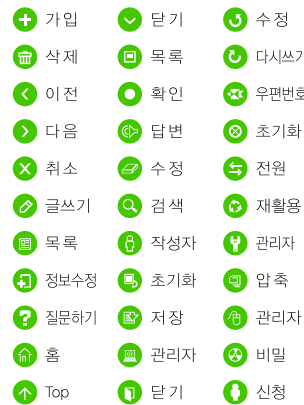 가입 닫기 수정
삭제 목록 다시쓰기
이전 확인 우편번호
다음 답변 초기화
취소 수정 전원
글쓰기 검색 재활용
목록 작성자 관리자
정보수정 초기화 압축
질문하기 저장 관리자
홈 관리자 비밀
Top 닫기 신청